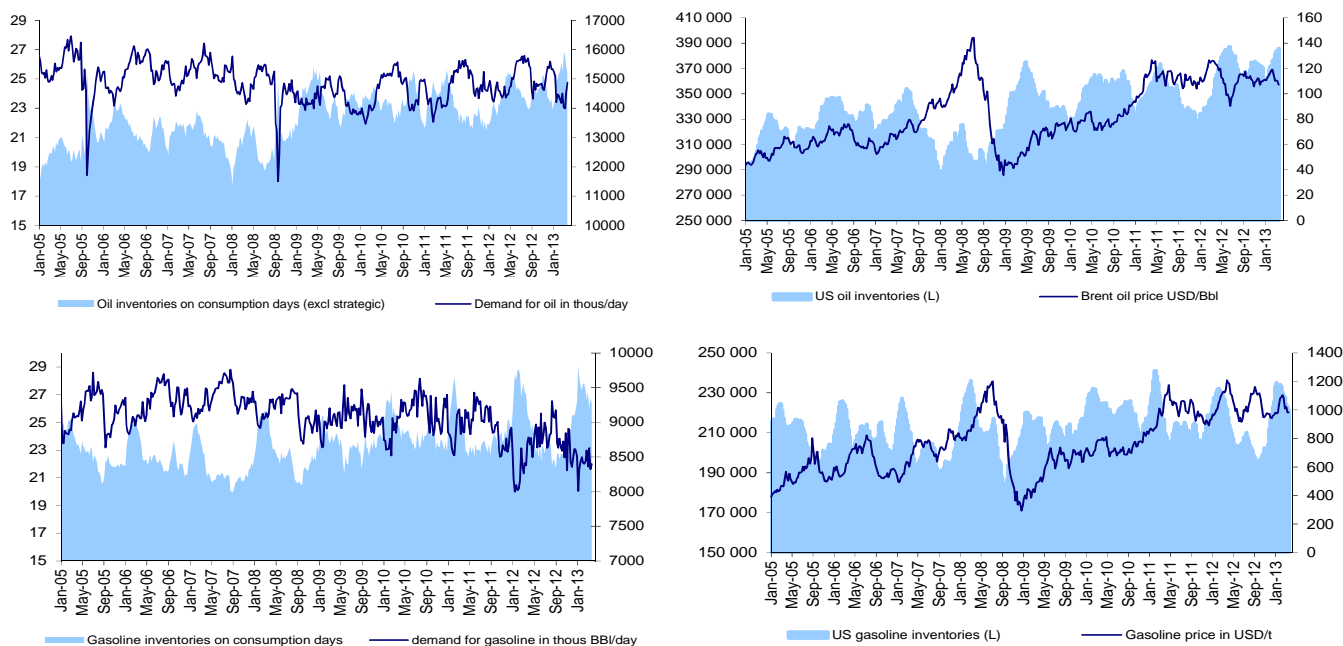 29
27
25
23
21
19
17
15
17000
16000
15000
14000
13000
12000
11000
10000
Jan-05
May-05
Sep-05
Jan-06
May-06
Sep-06
Jan-07
May-07
Sep-07
Jan-08
May-08
Sep-08
Jan-09
May-09
Sep-09
Jan-10
May-10
Sep-10
Jan-11
May-11
Sep-11
Jan-12
May-12
Sep-12
Jan-13
Oil inventories on consumption days (excl strategic)
Demand for oil in thous/day
410 000
390 000
370 000
350 000
330 000
310 000
290 000
270 000
250 000
160
140
120
100
80
60
40
20
0
Jan-05
May-05
Sep-05
Jan-06
May-06
Sep-06
Jan-07
May-07
Sep-07
Jan-08
May-08
Sep-08
Jan-09
May-09
Sep-09
Jan-10
May-10
Sep-10
Jan-11
May-11
Sep-11
Jan-12
May-12
Sep-12
Jan-13
US oil inventories (L)
Brent oil price USD/Bbl
29
27
25
23
21
19
17
15
10000
9500
9000
8500
8000
7500
7000
Jan-05
May-05
Sep-05
Jan-06
May-06
Sep-06
Jan-07
May-07
Sep-07
Jan-08
May-08
Sep-08
Jan-09
May-09
Sep-09
Jan-10
May-10
Sep-10
Jan-11
May-11
Sep-11
Jan-12
May-12
Sep-12
Jan-13
Gasoline inventories on consumption days
demand for gasoline in thous BBl/day
250 000
230 000
210 000
190 000
170 000
150 000
1400
1200
1000
800
600
400
200
0
Jan-05
May-05
Sep-05
Jan-06
May-06
Sep-06
Jan-07
May-07
Sep-07
Jan-08
May-08
Sep-08
Jan-09
May-09
Sep-09
Jan-10
May-10
Sep-10
Jan-11
May-11
Sep-11
Jan-12
May-12
Sep-12
Jan-13
US gasoline inventories (L)
Gasoline price in USD/t